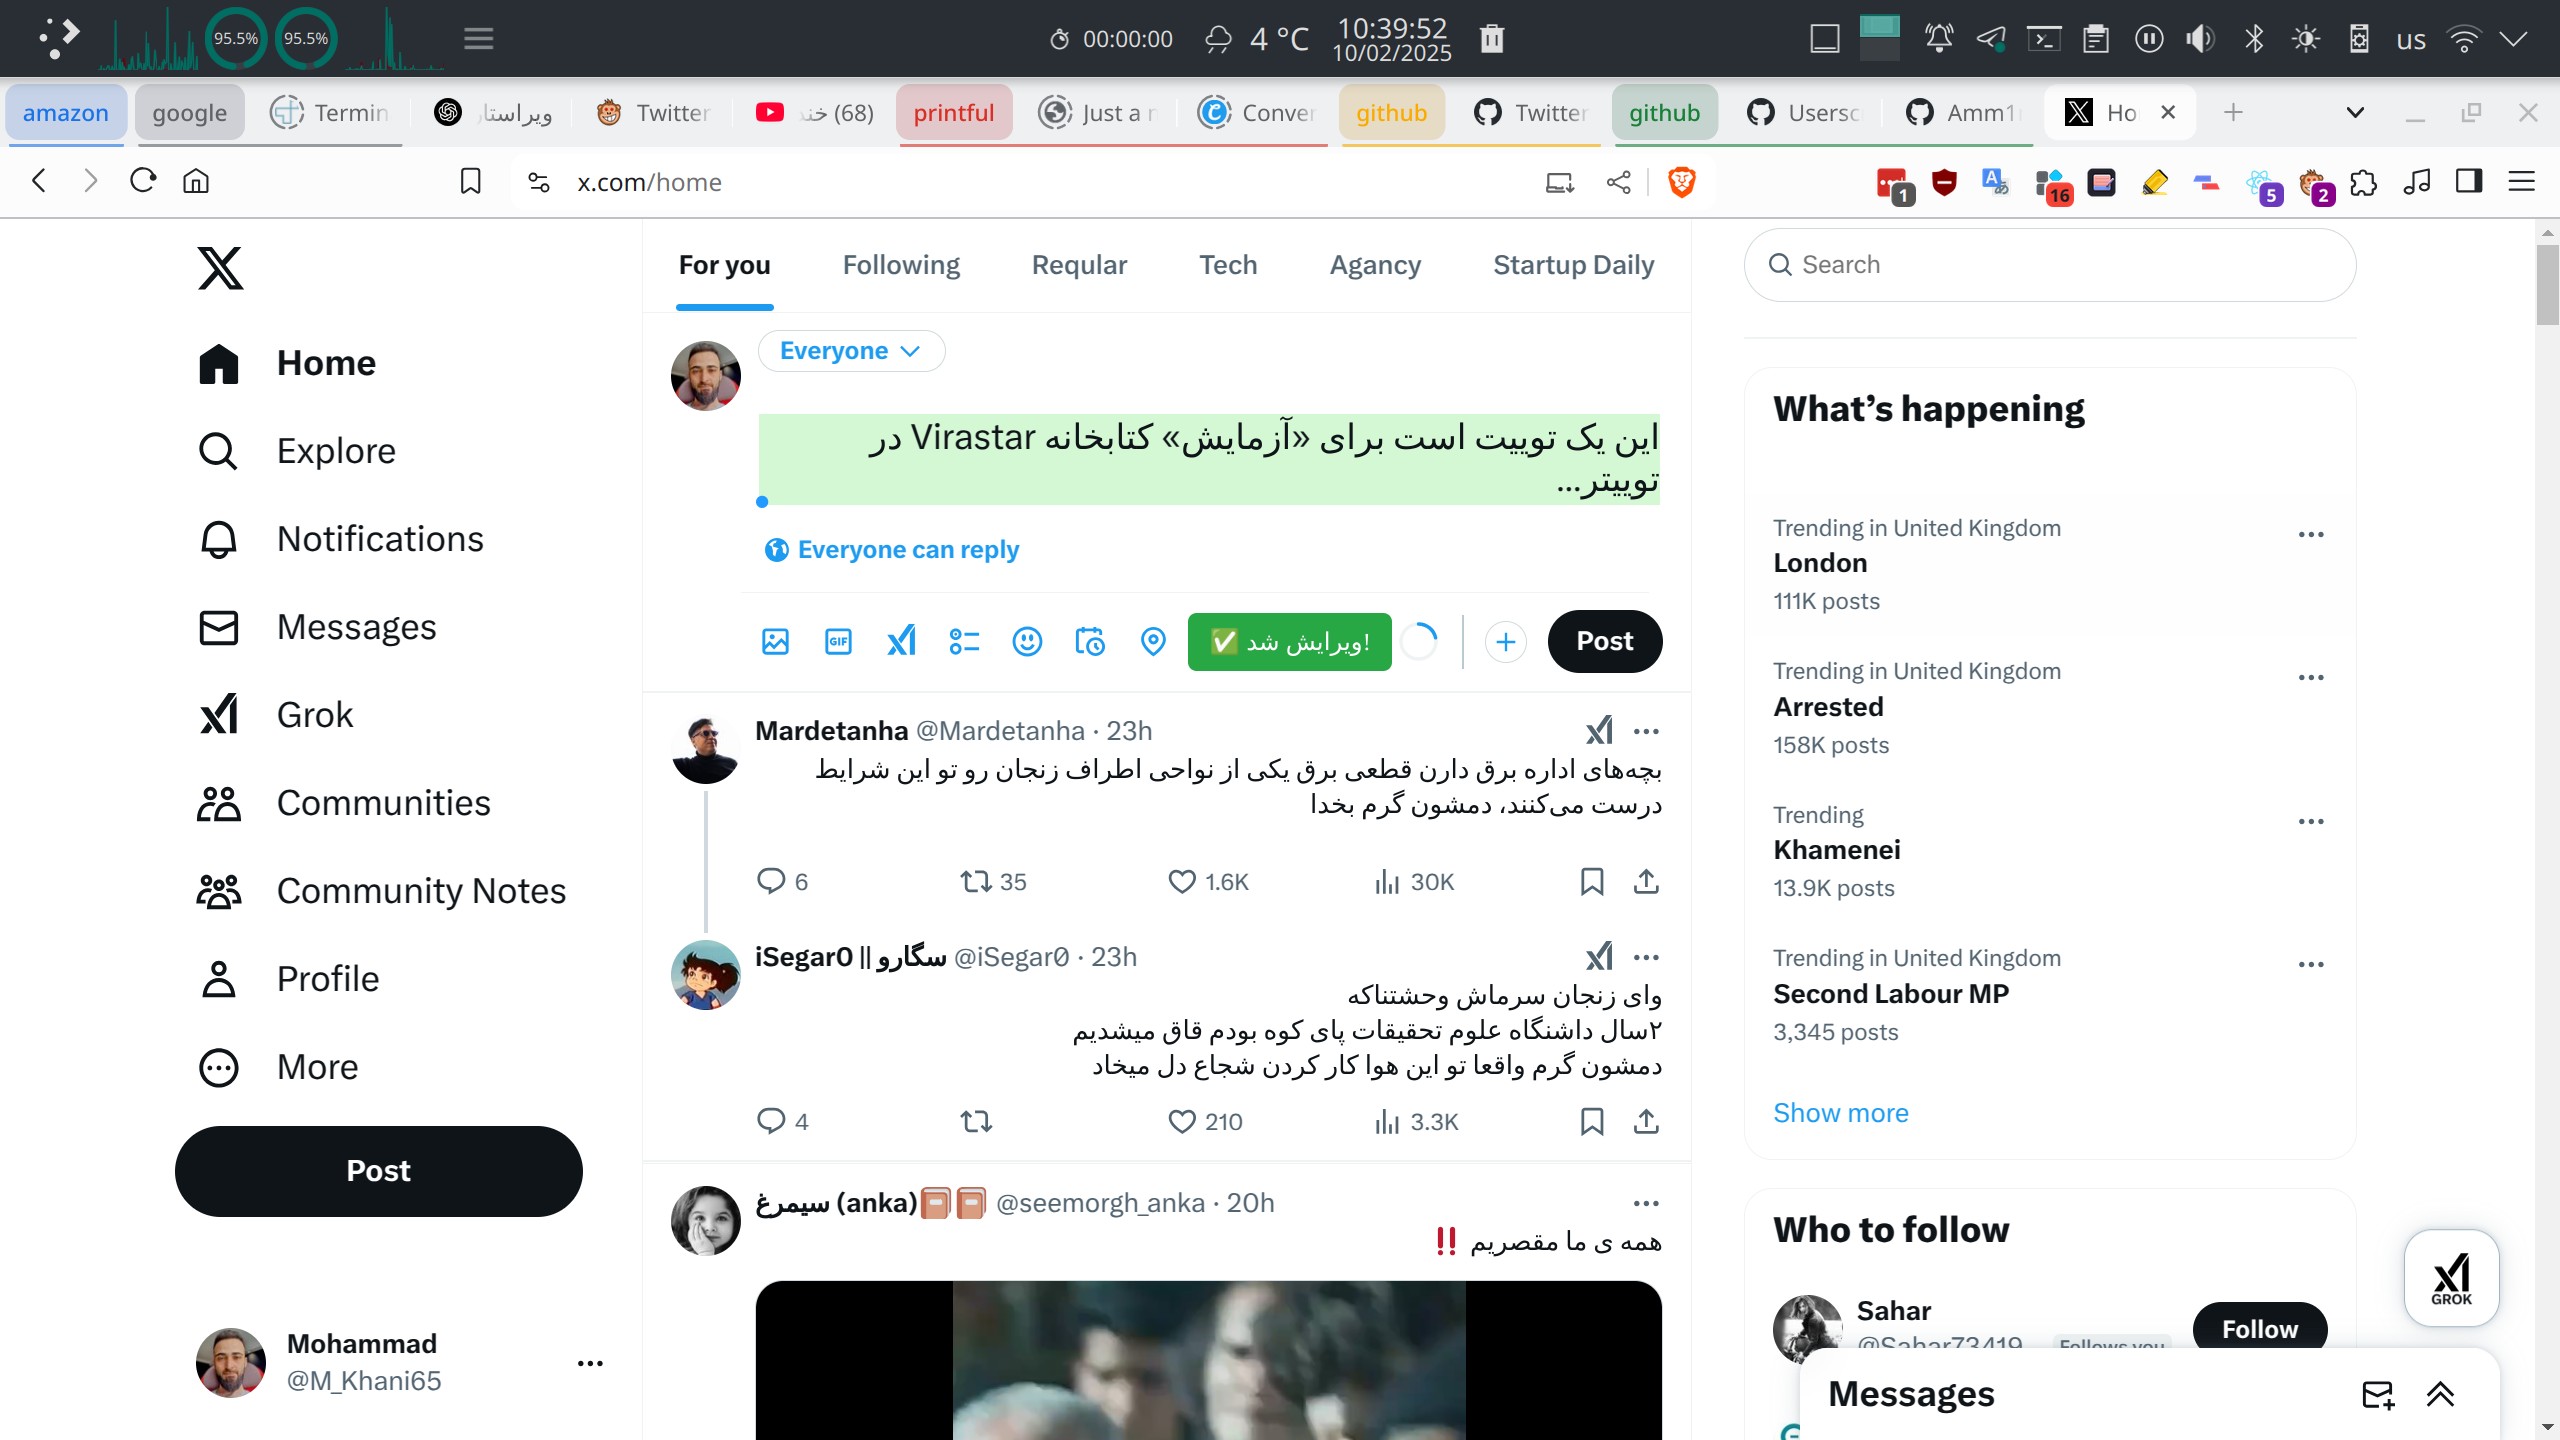 95.5%
95.5%
00:00:00
4 °C
10:39:52
10/02/2025
us
amazon
google
Termin
ویراستار
Twitter
(68) خند
printful
Just a r
Conver
github
Twitter
github
Usersc
Amm1
Ho
x.com/home
1
16
5
2
For you
Following
Reqular
Tech
Agancy
Startup Daily
Search
Home
Explore
Notifications
Messages
Grok
Communities
Community Notes
Profile
More
Post
Mohammad
@M_Khani65
Everyone
این یک توییت است برای «آزمایش» کتابخانه Virastar در
توییتر…
Everyone can reply
GIF
✅ ویرایش شد!
Post
Mardetanha @Mardetanha · 23h
بچه‌های اداره برق دارن قطعی برق یکی از نواحی اطراف زنجان رو تو این شرایط
درست می‌کنند، دمشون گرم بخدا
6
35
1.6K
30K
iSegar0 || سگارو @iSegar0 · 23h
وای زنجان سرماش وحشتناکه
۲سال داشنگاه علوم تحقیقات پای کوه بودم قاق میشدیم
دمشون گرم واقعا تو این هوا کار کردن شجاع دل میخاد
4
210
3.3K
سیمرغ (anka)📔📔 @seemorgh_anka · 20h
همه ی ما مقصریم ‼️
What’s happening
Trending in United Kingdom
London
111K posts
Trending in United Kingdom
Arrested
158K posts
Trending
Khamenei
13.9K posts
Trending in United Kingdom
Second Labour MP
3,345 posts
Show more
Who to follow
Sahar
@Sahar73419
Follows you
Follow
GROK
Messages